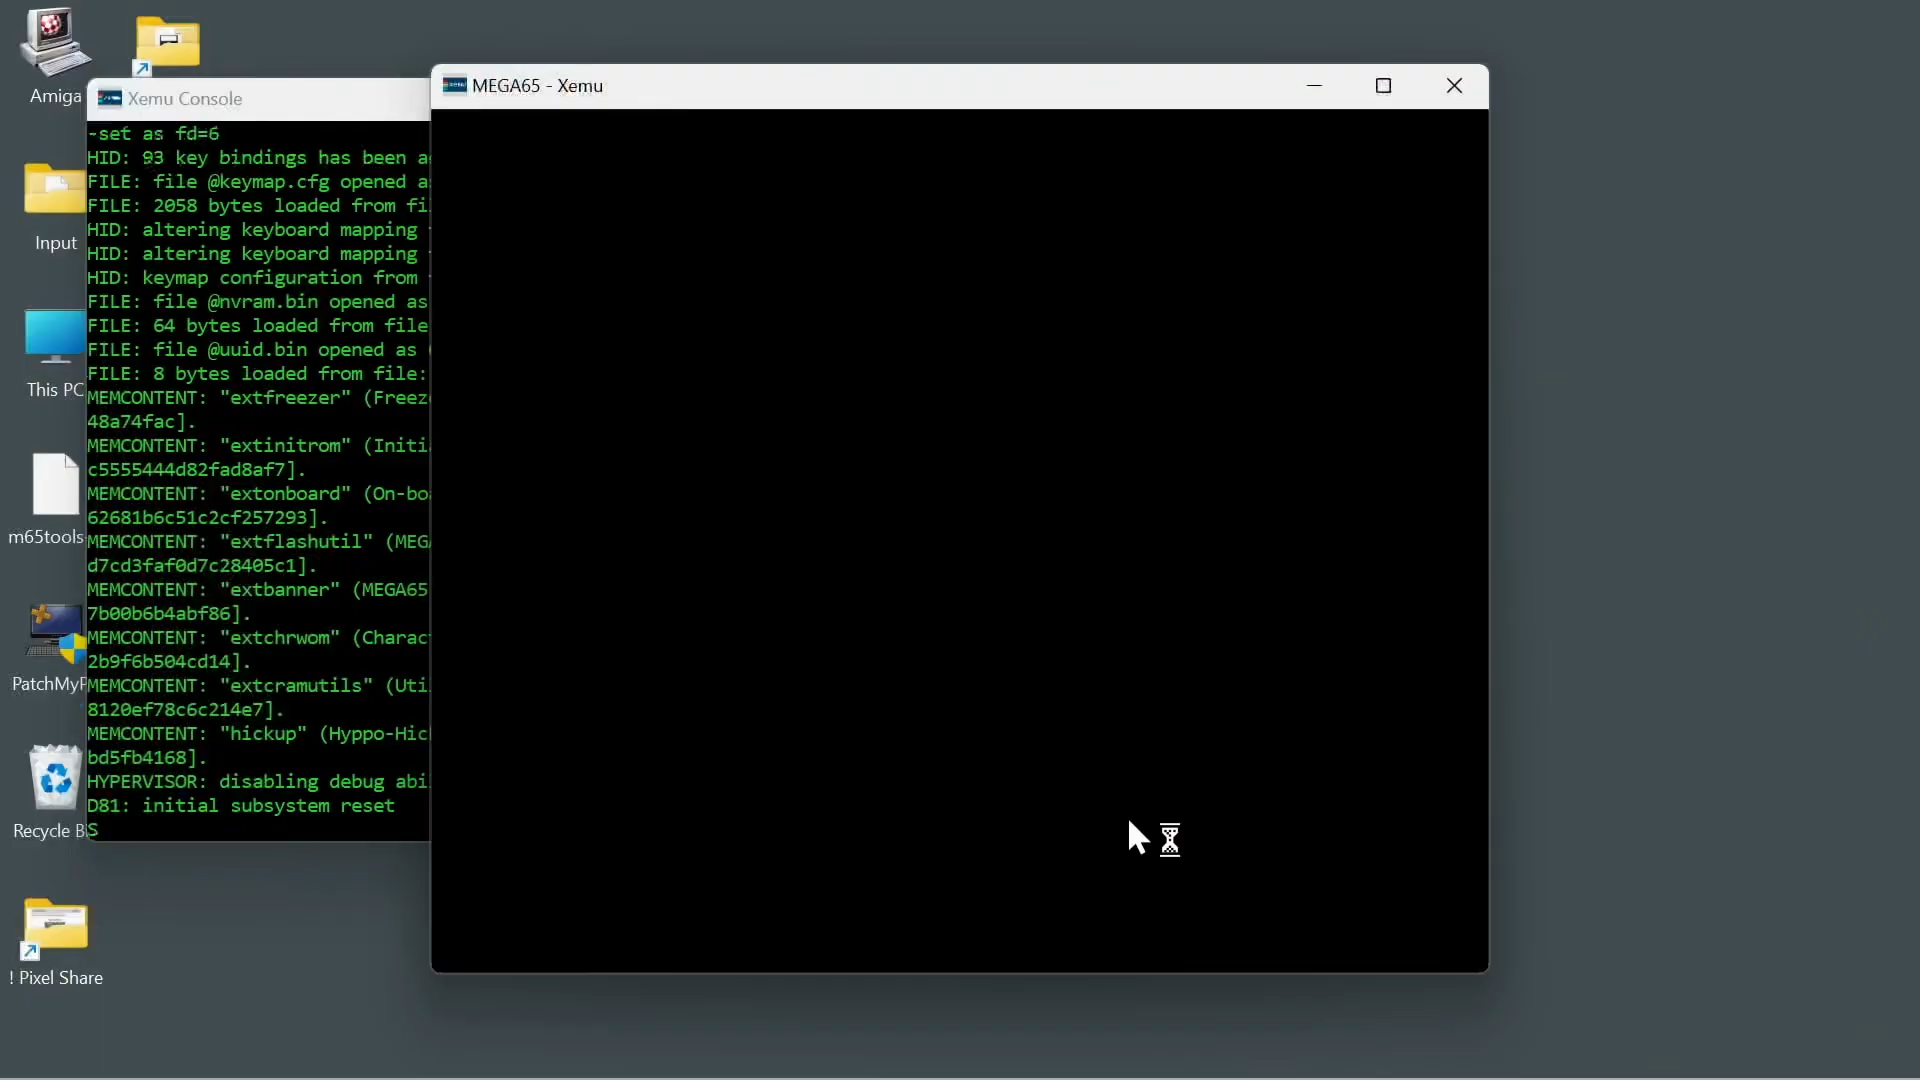 Amiga
Input
This PC
m65tools-
PatchMyP
Recycle B
! Pixel Share
Xemu Console
-set as fd=6
HID: 93 key bindings has been a
FILE: file @keymap.cfg opened a
FILE: 2058 bytes loaded from fi
HID: altering keyboard mapping
HID: altering keyboard mapping
HID: keymap configuration from
FILE: file @nvram.bin opened as
FILE: 64 bytes loaded from file
FILE: file @uuid.bin opened as
FILE: 8 bytes loaded from file:
MEMCONTENT: "extfreezer" (Freez
48a74fac].
MEMCONTENT: "extinitrom" (Initi
c5555444d82fad8af7].
MEMCONTENT: "extonboard" (On-bo
62681b6c51c2cf257293].
MEMCONTENT: "extflashutil" (MEG
d7cd3faf0d7c28405c1].
MEMCONTENT: "extbanner" (MEGA65
7b00b6b4abf86].
MEMCONTENT: "extchrwom" (Charac
2b9f6b504cd14].
MEMCONTENT: "extcramutils" (Uti
8120ef78c6c214e7].
MEMCONTENT: "hickup" (Hyppo-Hic
bd5fb4168].
HYPERVISOR: disabling debug abi
D81: initial subsystem reset
S
MEGA65 - Xemu